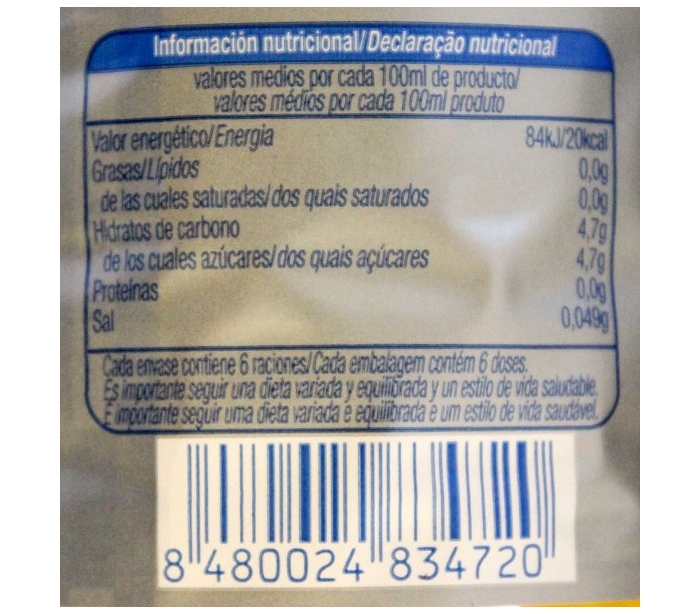 Información nutricional/Declaração nutricional
valores medios por cada 100ml de producto/
valores médios por cada 100ml produto
Valor energético/Energia 84kJ/20kcal
Grasas/Lípidos 0,0g
de las cuales saturadas/dos quais saturados 0,0g
Hidratos de carbono 4,7g
de los cuales azúcares/dos quais açúcares 4,7g
Proteínas 0,0g
Sal 0,049g
Cada envase contiene 6 raciones/Cada embalagem contém 6 doses.
Es importante seguir una dieta variada y equilibrada y un estilo de vida saludable.
É importante seguir uma dieta variada e equilibrada e um estilo de vida saudável.
8 480024 834720